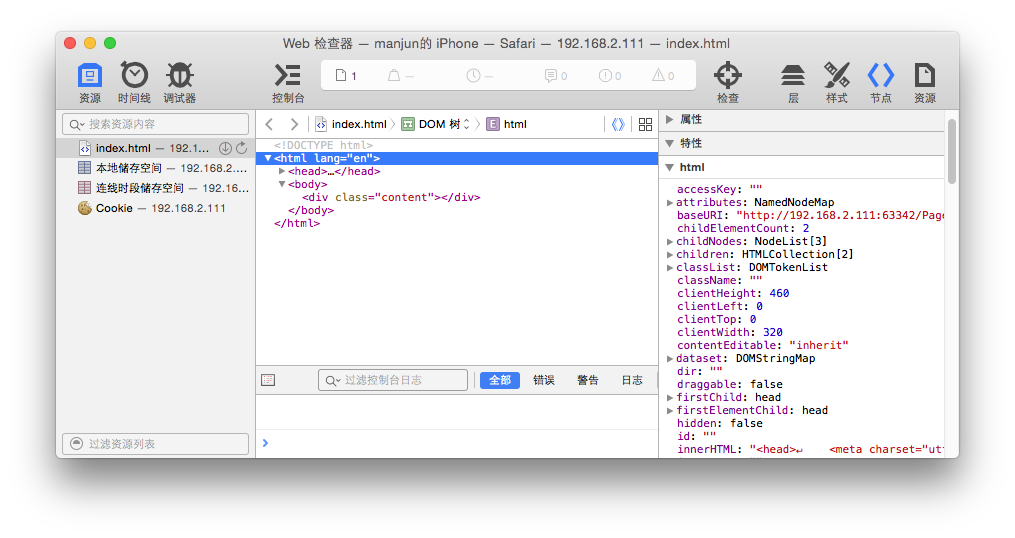 Web 检查器 — manjun的 iPhone — Safari — 192.168.2.111 — index.html
资源 时间线 调试器 控制台 检查 层 样式 节点 资源
1 — — 0 0 0
搜索资源内容
index.html — 192.1...
本地储存空间 — 192.168.2....
连线时段储存空间 — 192.16...
Cookie — 192.168.2.111
过滤资源列表
index.html DOM 树 E html
<!DOCTYPE html>
<html lang="en">
<head>…</head>
<body>
<div class="content"></div>
</body>
</html>
过滤控制台日志 全部 错误 警告 日志
属性
特性
html
accessKey: ""
attributes: NamedNodeMap
baseURI: "http://192.168.2.111:63342/Page
childElementCount: 2
childNodes: NodeList[3]
children: HTMLCollection[2]
classList: DOMTokenList
className: ""
clientHeight: 460
clientLeft: 0
clientTop: 0
clientWidth: 320
contentEditable: "inherit"
dataset: DOMStringMap
dir: ""
draggable: false
firstChild: head
firstElementChild: head
hidden: false
id: ""
innerHTML: "<head>↵    <meta charset="ut